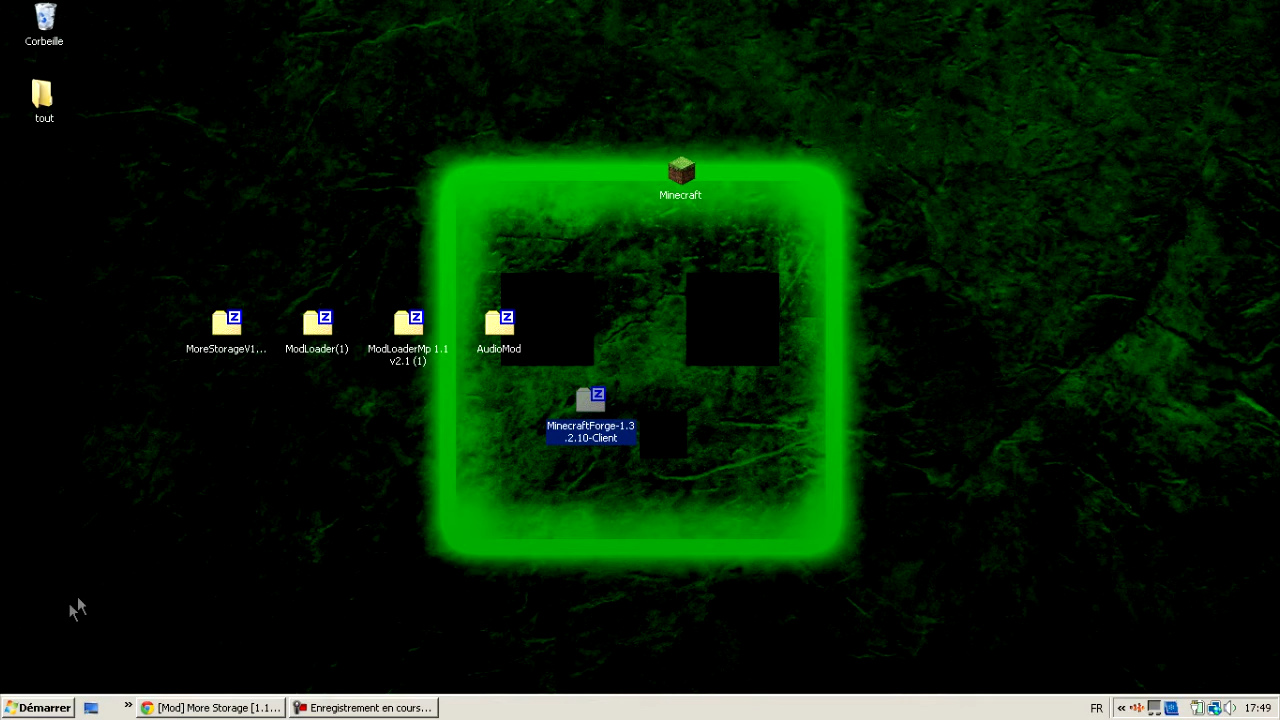 Corbeille
tout
Minecraft
MoreStorageV1...
ModLoader(1)
ModLoaderMp 1.1
v2.1 (1)
AudioMod
MinecraftForge-1.3
.2.10-Client
Démarrer
»
[Mod] More Storage [1.1...
Enregistrement en cours...
FR
«
17:49